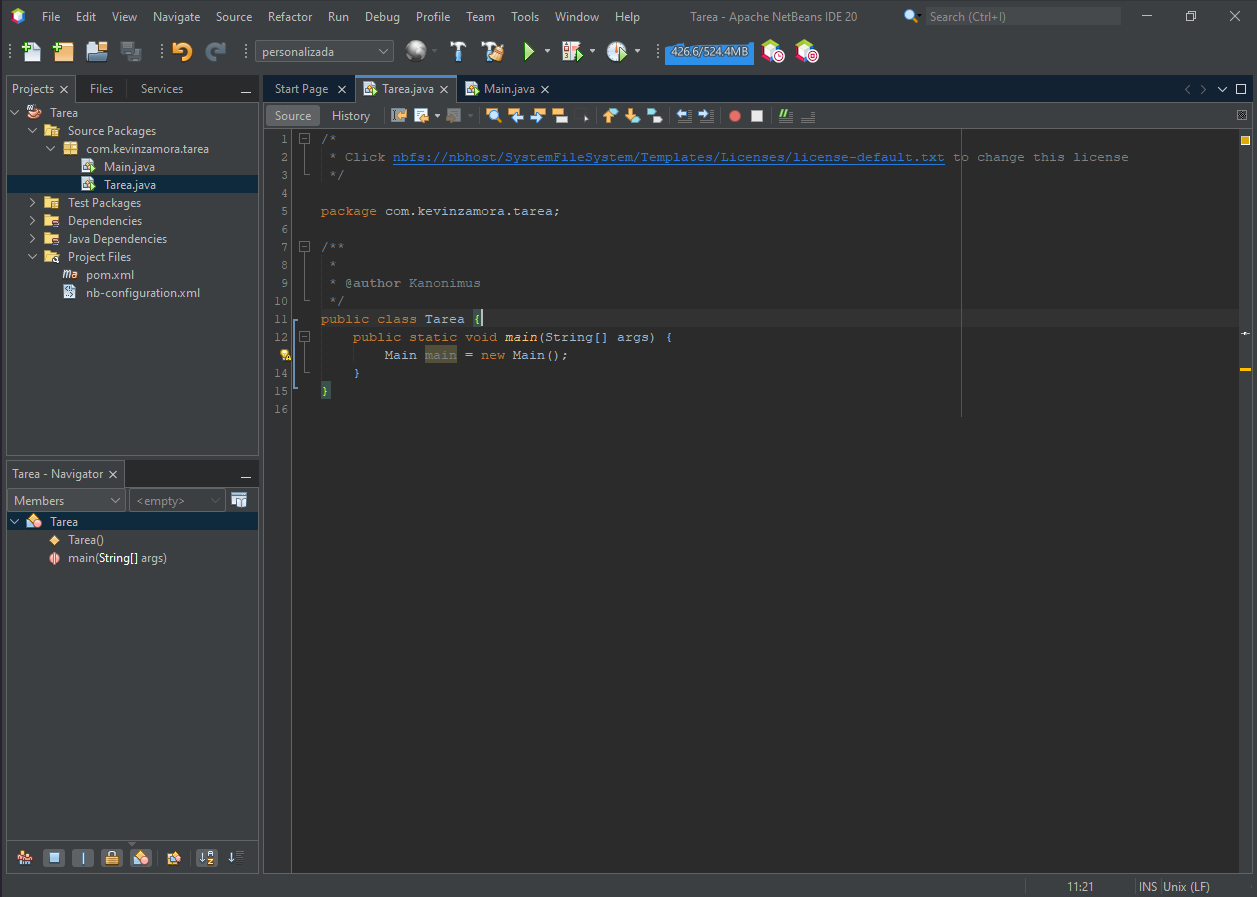 File Edit View Navigate Source Refactor Run Debug Profile Team Tools Window Help Tarea - Apache NetBeans IDE 20 Search (Ctrl+I)
personalizada 426.6/524.4MB
Projects Files Services
Start Page Tarea.java Main.java
Source History
Tarea
Source Packages
com.kevinzamora.tarea
Main.java
Tarea.java
Test Packages
Dependencies
Java Dependencies
Project Files
pom.xml
nb-configuration.xml
1 /*
2 * Click nbfs://nbhost/SystemFileSystem/Templates/Licenses/license-default.txt to change this license
3 */
4
5 package com.kevinzamora.tarea;
6
7 /**
8 *
9 * @author Kanonimus
10 */
11 public class Tarea {
12 public static void main(String[] args) {
Main main = new Main();
14 }
15 }
16
Tarea - Navigator
Members <empty>
Tarea
Tarea()
main(String[] args)
11:21 INS Unix (LF)